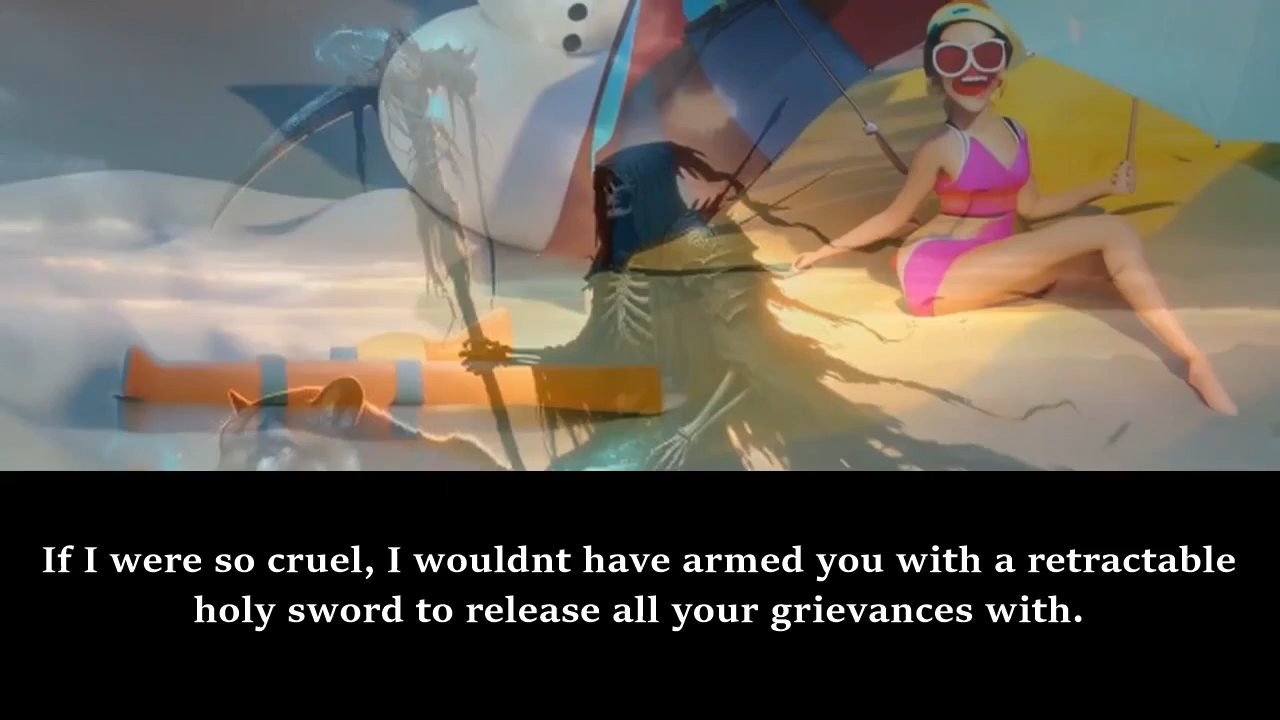 If I were so cruel, I wouldnt have armed you with a retractable
holy sword to release all your grievances with.